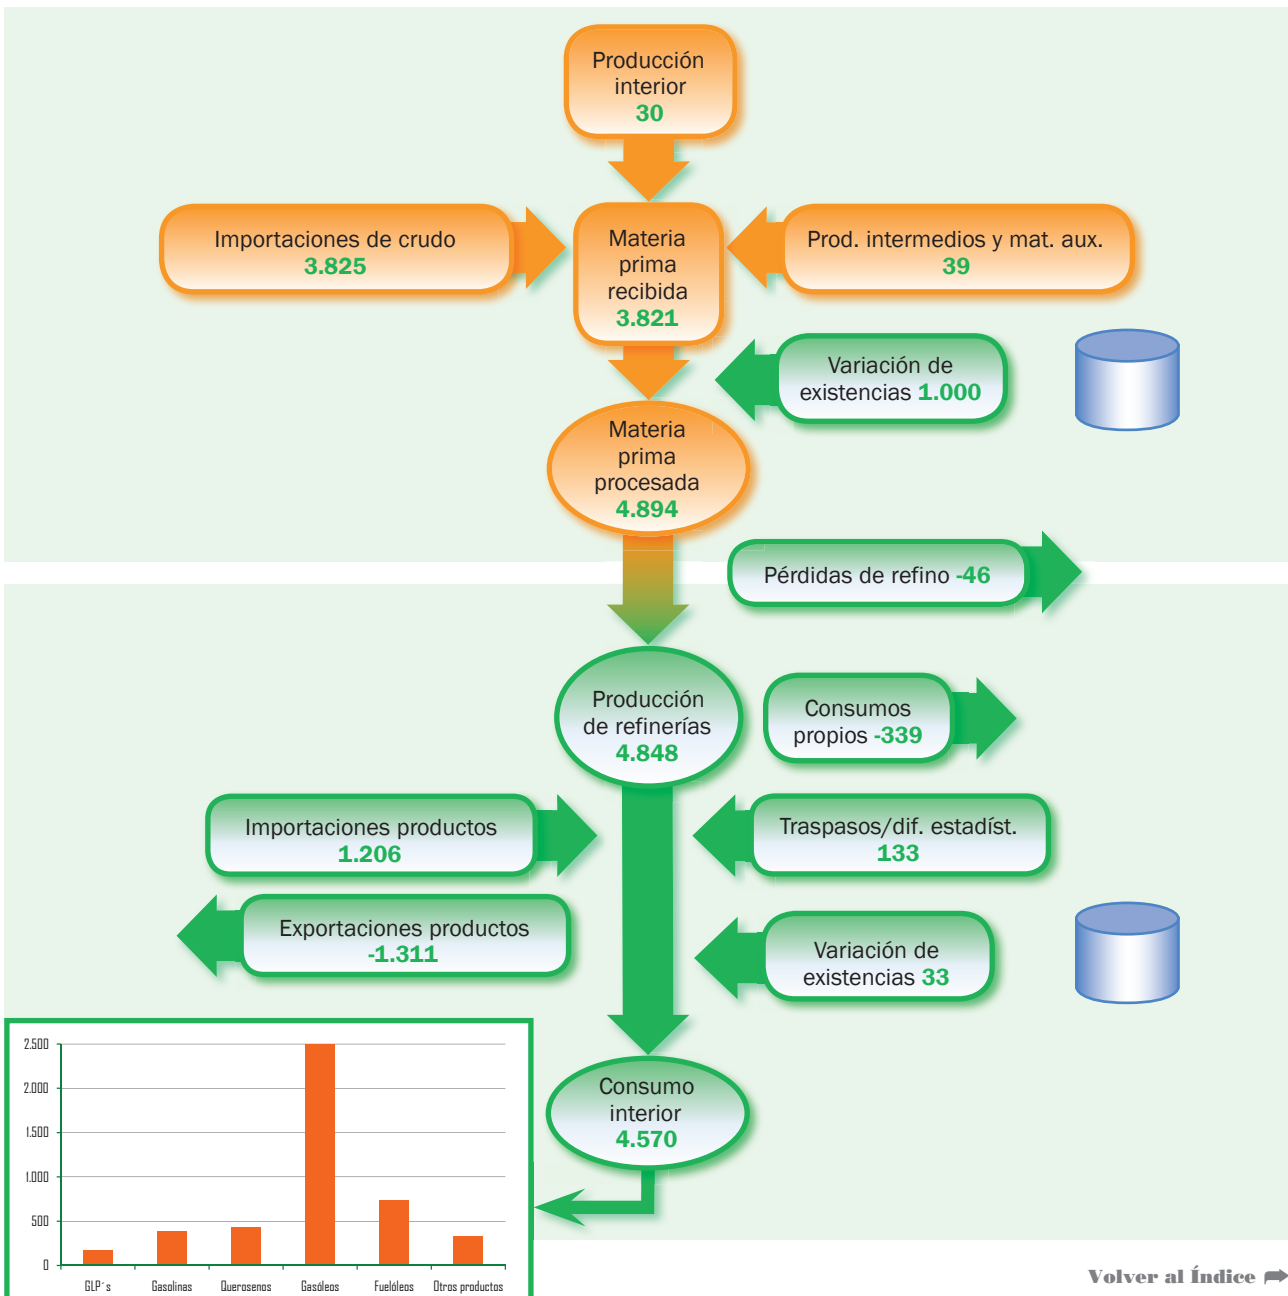 Producción
interior
30
Importaciones de crudo
3.825
Materia
prima
recibida
3.821
Prod. intermedios y mat. aux.
39
Variación de
existencias 1.000
Materia
prima
procesada
4.894
Pérdidas de refino -46
Producción
de refinerías
4.848
Consumos
propios -339
Importaciones productos
1.206
Traspasos/dif. estadíst.
133
Exportaciones productos
-1.311
Variación de
existencias 33
Consumo
interior
4.570
2.500
2.000
1.500
1.000
500
0
GLP´s
Gasolinas
Querosenos
Gasóleos
Fuelóleos
Otros productos
Volver al Índice